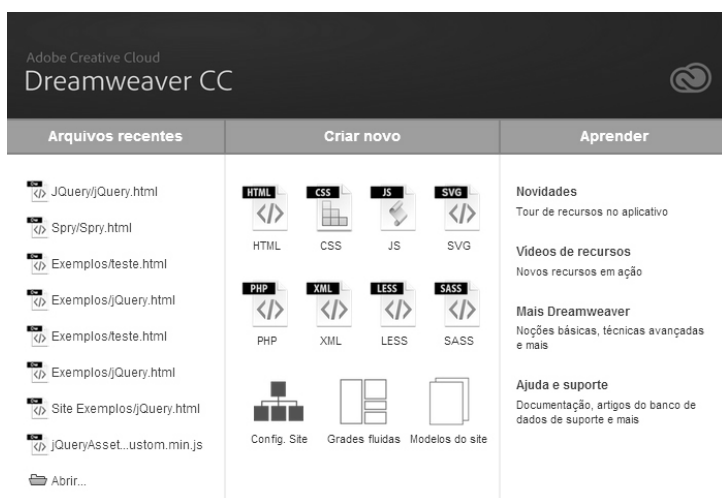 Adobe Creative Cloud
Dreamweaver CC
Arquivos recentes
JQuery/jQuery.html
Spry/Spry.html
Exemplos/teste.html
Exemplos/jQuery.html
Exemplos/teste.html
Exemplos/jQuery.html
Site Exemplos/jQuery.html
jQueryAsset...ustom.min.js
Abrir...
Criar novo
HTML CSS JS SVG
HTML CSS JS SVG
PHP XML LESS SASS
PHP XML LESS SASS
Config. Site Grades fluidas Modelos do site
Aprender
Novidades
Tour de recursos no aplicativo
Vídeos de recursos
Novos recursos em ação
Mais Dreamweaver
Noções básicas, técnicas avançadas
e mais
Ajuda e suporte
Documentação, artigos do banco de
dados de suporte e mais